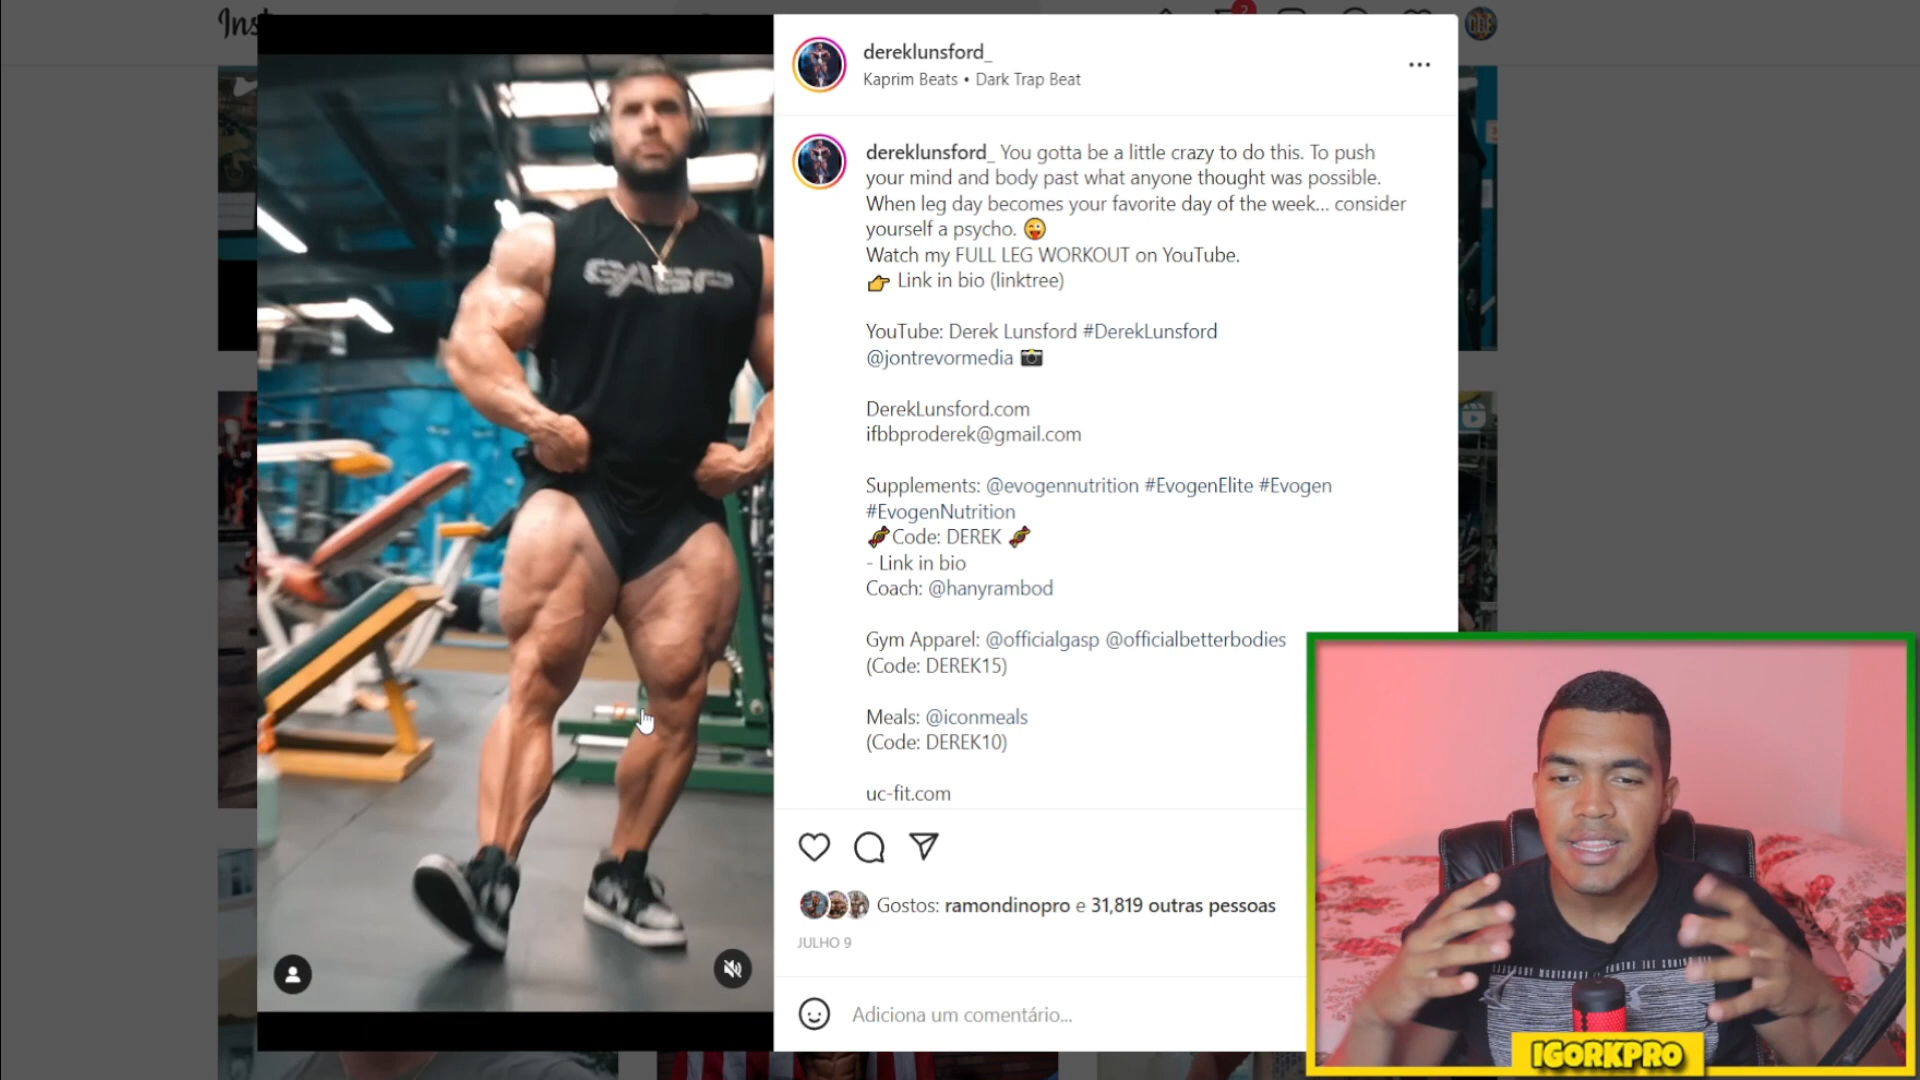 Inst
2
dereklunsford_
Kaprim Beats • Dark Trap Beat
dereklunsford_ You gotta be a little crazy to do this. To push
your mind and body past what anyone thought was possible.
When leg day becomes your favorite day of the week... consider
yourself a psycho. 😜
Watch my FULL LEG WORKOUT on YouTube.
👉 Link in bio (linktree)
YouTube: Derek Lunsford #DerekLunsford
@jontrevormedia 📷
DerekLunsford.com
ifbbproderek@gmail.com
Supplements: @evogennutrition #EvogenElite #Evogen
#EvogenNutrition
🍬Code: DEREK 🍬
- Link in bio
Coach: @hanyrambod
Gym Apparel: @officialgasp @officialbetterbodies
(Code: DEREK15)
Meals: @iconmeals
(Code: DEREK10)
uc-fit.com
Gostos: ramondinopro e 31,819 outras pessoas
JULHO 9
Adiciona um comentário...
GASP
IGORKPRO